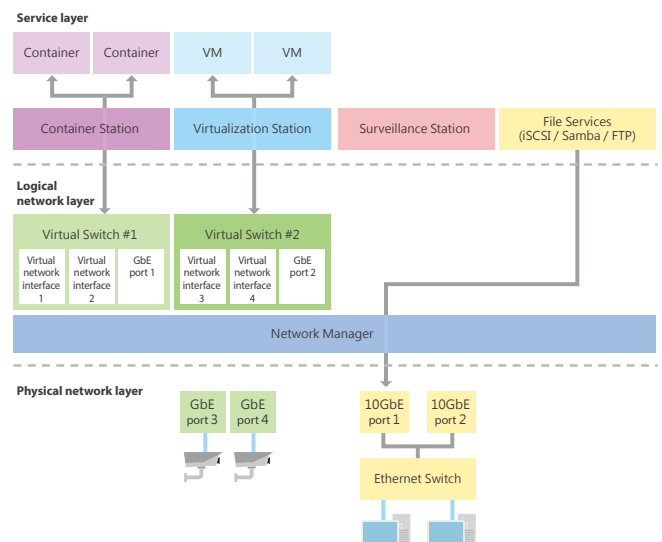 Service layer
Container
Container
VM
VM
Container Station
Virtualization Station
Surveillance Station
File Services
(iSCSI / Samba / FTP)
Logical
network layer
Virtual Switch #1
Virtual
network
interface
1
Virtual
network
interface
2
GbE
port 1
Virtual Switch #2
Virtual
network
interface
3
Virtual
network
interface
4
GbE
port 2
Network Manager
Physical network layer
GbE
port 3
GbE
port 4
10GbE
port 1
10GbE
port 2
Ethernet Switch